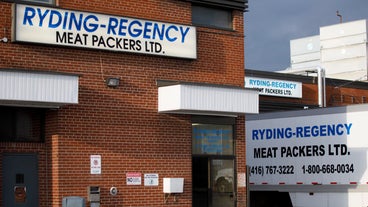 RYDING-REGENCY
MEAT PACKERS LTD.
RYDING-REGENCY
MEAT PACKERS LTD.
RYDING-REGENCY
MEAT PACKERS LTD.
(416) 767-3222 1-800-668-0034
NO